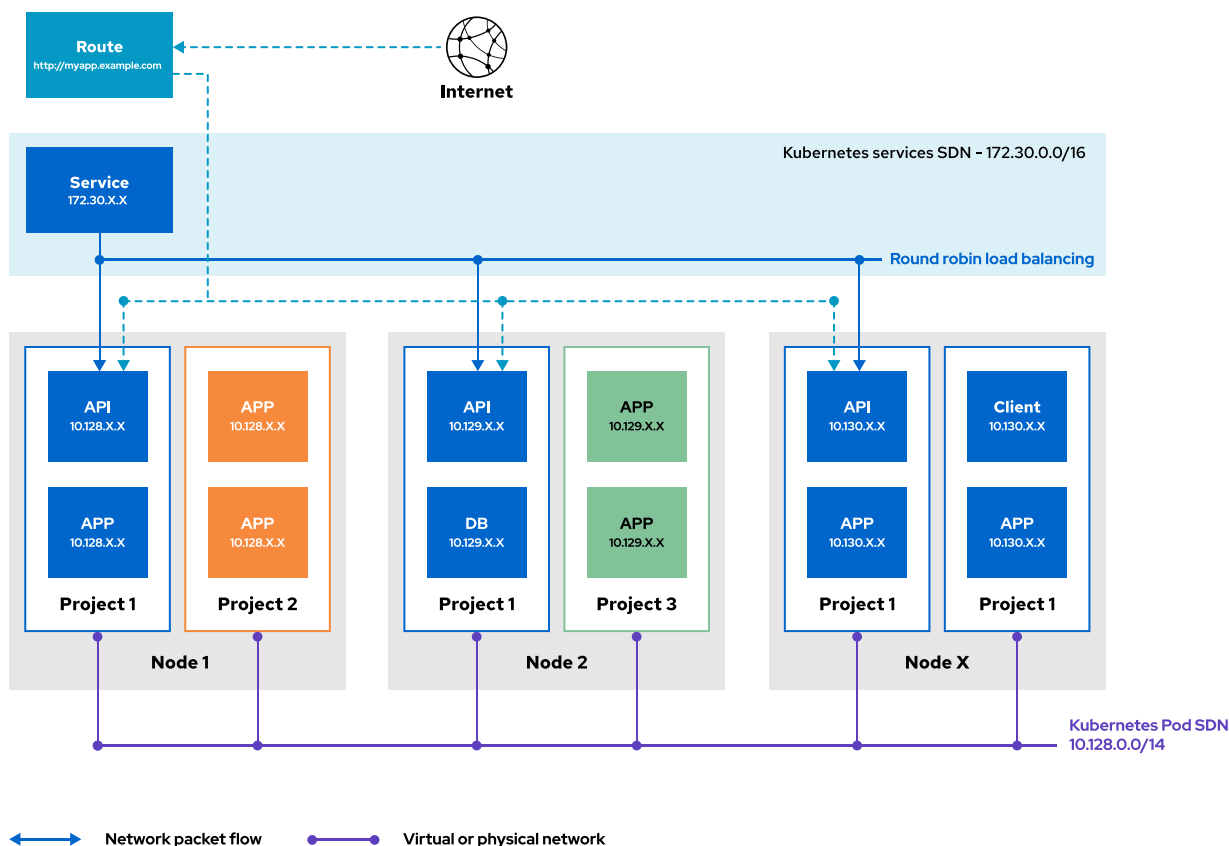 Route
http://myapp.example.com
Internet
Kubernetes services SDN - 172.30.0.0/16
Service
172.30.X.X
Round robin load balancing
API
10.128.X.X
APP
10.128.X.X
API
10.129.X.X
APP
10.129.X.X
API
10.130.X.X
Client
10.130.X.X
APP
10.128.X.X
APP
10.128.X.X
DB
10.129.X.X
APP
10.129.X.X
APP
10.130.X.X
APP
10.130.X.X
Project 1
Project 2
Project 1
Project 3
Project 1
Project 1
Node 1
Node 2
Node X
Kubernetes Pod SDN
10.128.0.0/14
Network packet flow
Virtual or physical network